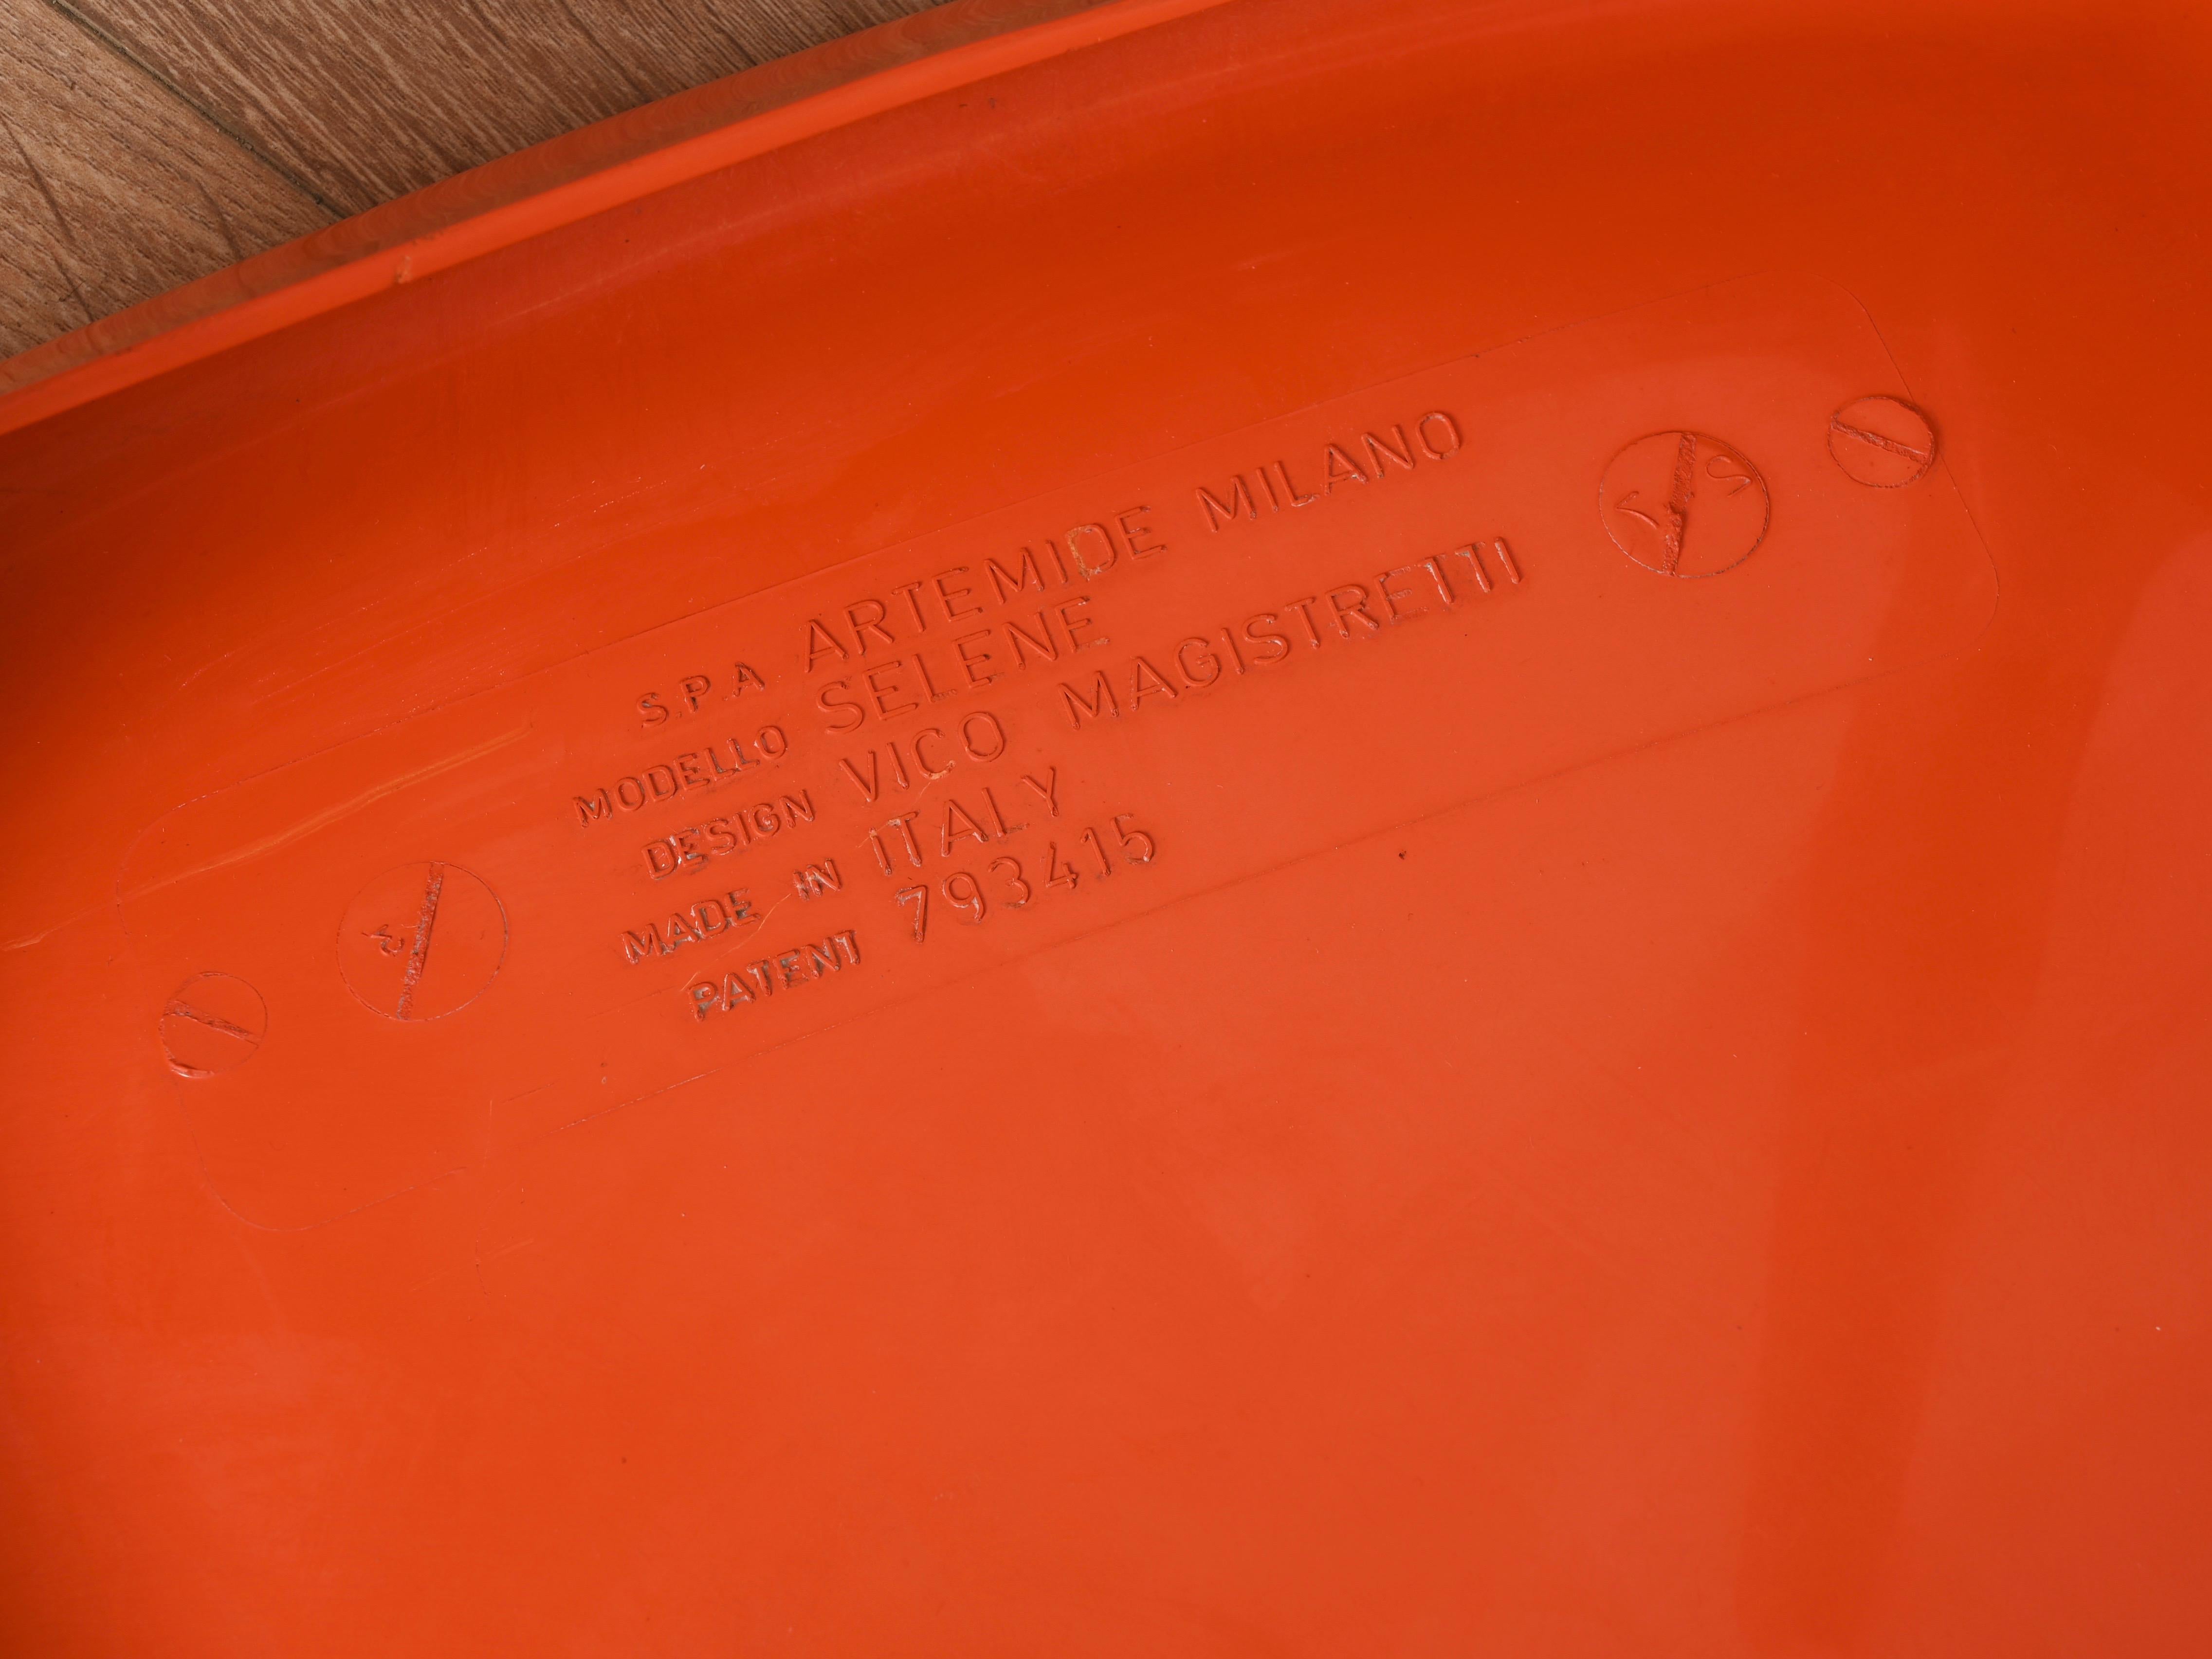 S.P.A ARTEMIDE MILANO
MODELLO SELENE
DESIGN VICO MAGISTRETTI
MADE IN ITALY
PATENT 793415